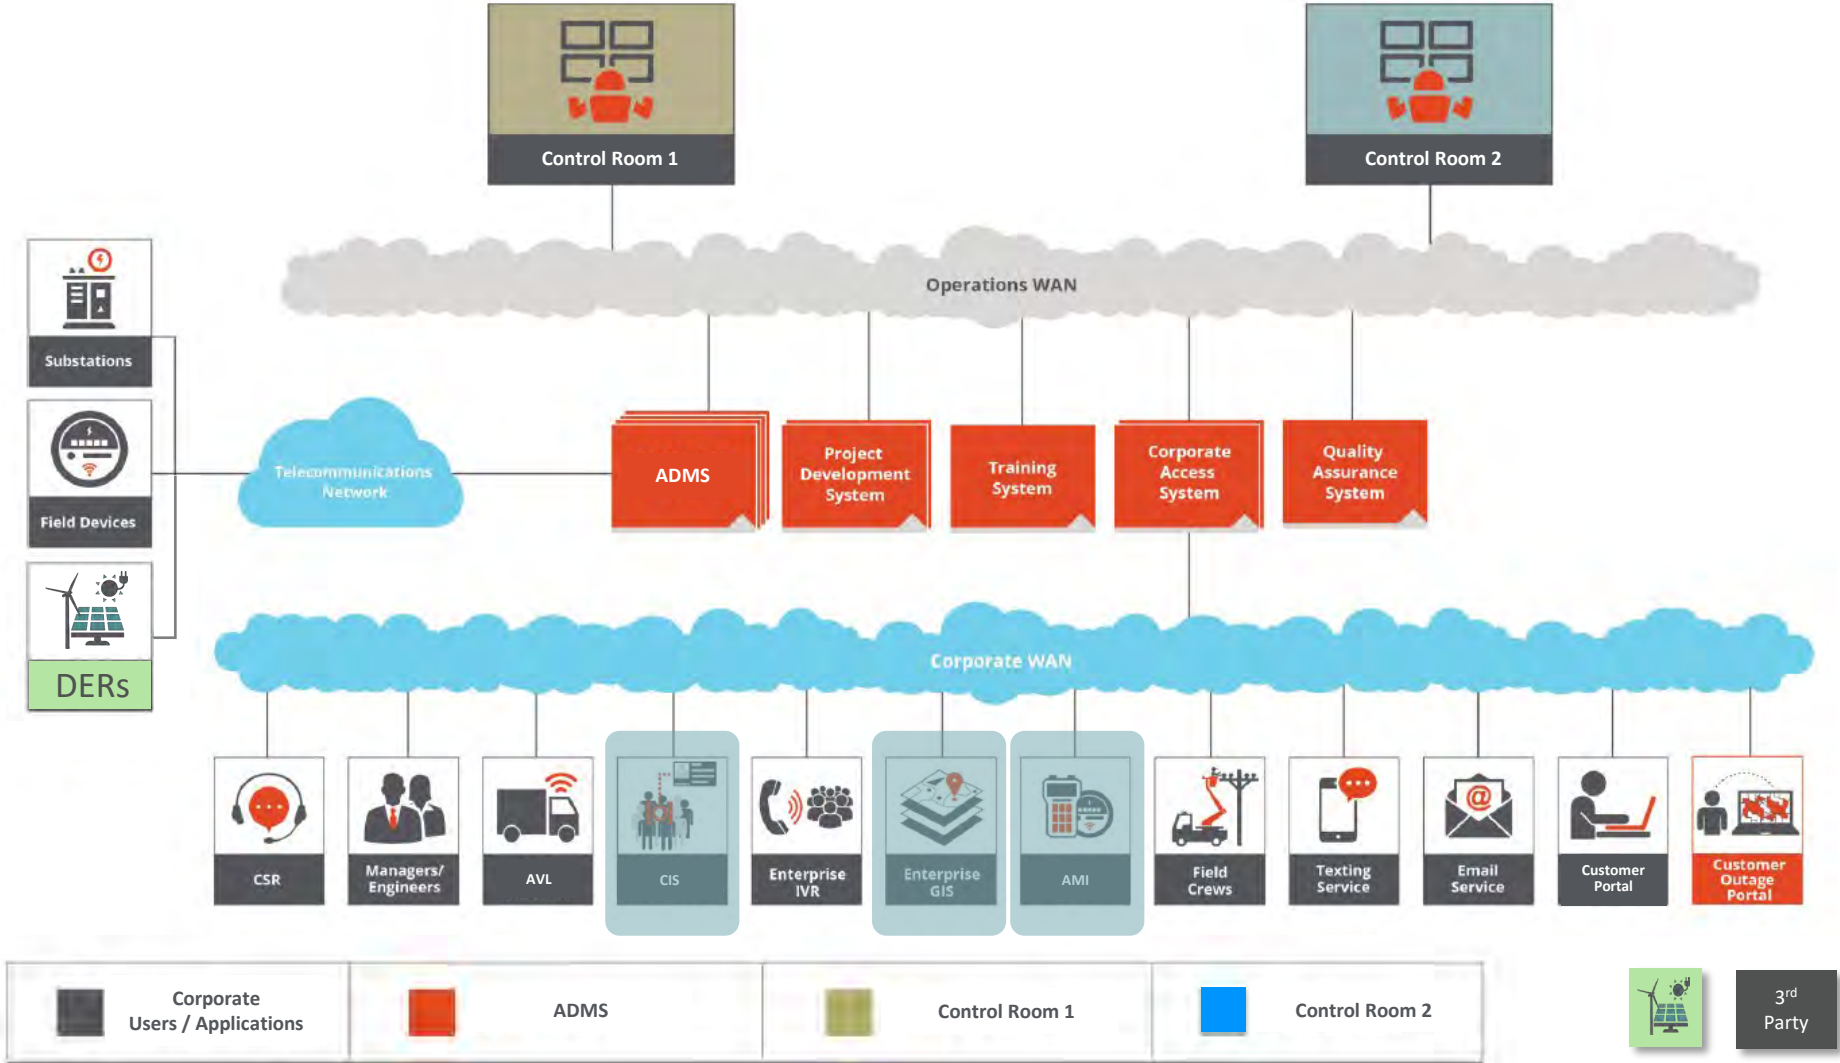 Control Room 1
Control Room 2
Operations WAN
Substations
Field Devices
DERs
Telecommunications
Network
ADMS
Project
Development
System
Training
System
Corporate
Access
System
Quality
Assurance
System
Corporate WAN
CSR
Managers/
Engineers
AVL
CIS
Enterprise
IVR
Enterprise
GIS
AMI
Field
Crews
Texting
Service
@
Email
Service
Customer
Portal
Customer
Outage
Portal
Corporate
Users / Applications
ADMS
Control Room 1
Control Room 2
3rd
Party